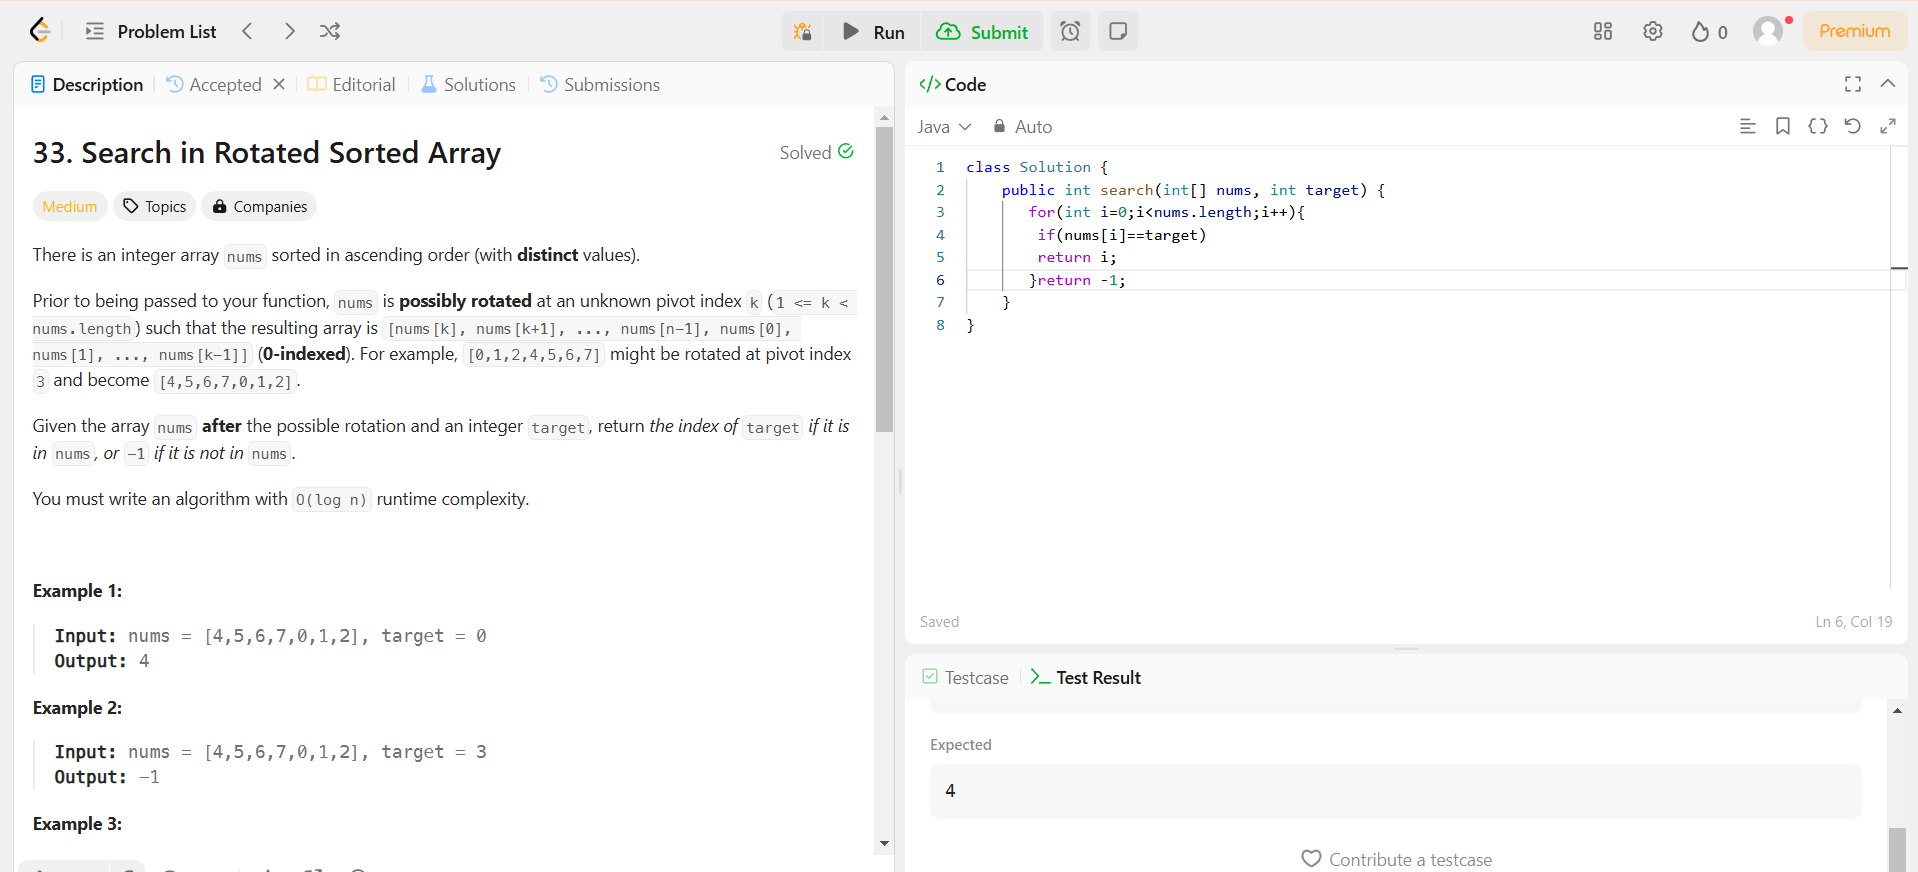 Problem List
Run
Submit
0
Premium
Description
Accepted
Editorial
Solutions
Submissions
33. Search in Rotated Sorted Array
Solved
Medium
Topics
Companies
There is an integer array nums sorted in ascending order (with distinct values).
Prior to being passed to your function, nums is possibly rotated at an unknown pivot index k (1 <= k <
nums.length) such that the resulting array is [nums[k], nums[k+1], ..., nums[n-1], nums[0],
nums[1], ..., nums[k-1]] (0-indexed). For example, [0,1,2,4,5,6,7] might be rotated at pivot index
3 and become [4,5,6,7,0,1,2].
Given the array nums after the possible rotation and an integer target, return the index of target if it is
in nums, or -1 if it is not in nums.
You must write an algorithm with O(log n) runtime complexity.
Example 1:
Input: nums = [4,5,6,7,0,1,2], target = 0
Output: 4
Example 2:
Input: nums = [4,5,6,7,0,1,2], target = 3
Output: -1
Example 3:
</>Code
Java
Auto
1 class Solution {
2 public int search(int[] nums, int target) {
3 for(int i=0;i<nums.length;i++){
4 if(nums[i]==target)
5 return i;
6 }return -1;
7 }
8 }
Saved
Ln 6, Col 19
Testcase
Test Result
Expected
4
Contribute a testcase